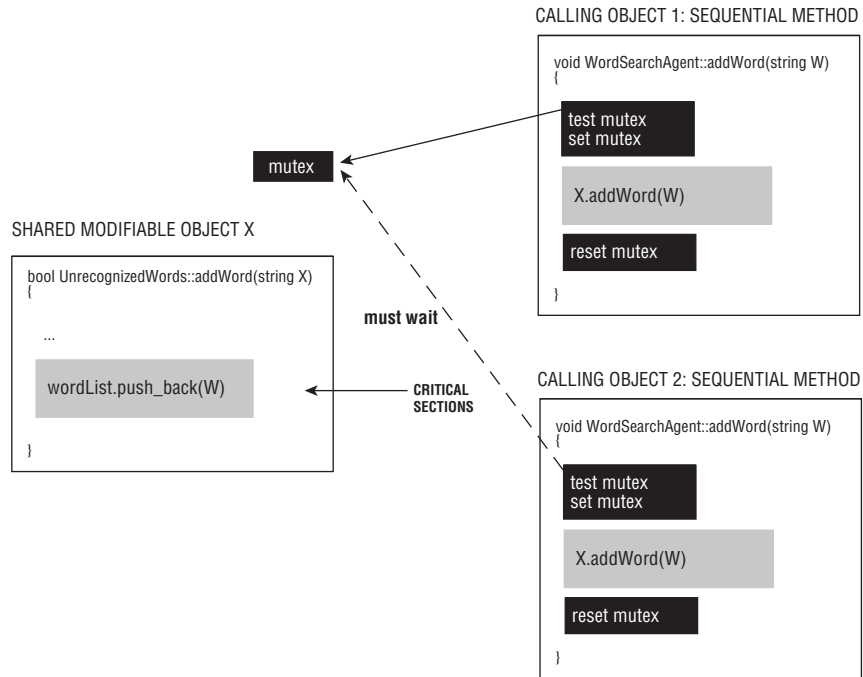 CALLING OBJECT 1: SEQUENTIAL METHOD
void WordSearchAgent::addWord(string W)
{
test mutex
set mutex
X.addWord(W)
reset mutex
}
mutex
SHARED MODIFIABLE OBJECT X
bool UnrecognizedWords::addWord(string X)
{
...
wordList.push_back(W)
}
must wait
CRITICAL
SECTIONS
CALLING OBJECT 2: SEQUENTIAL METHOD
void WordSearchAgent::addWord(string W)
{
test mutex
set mutex
X.addWord(W)
reset mutex
}